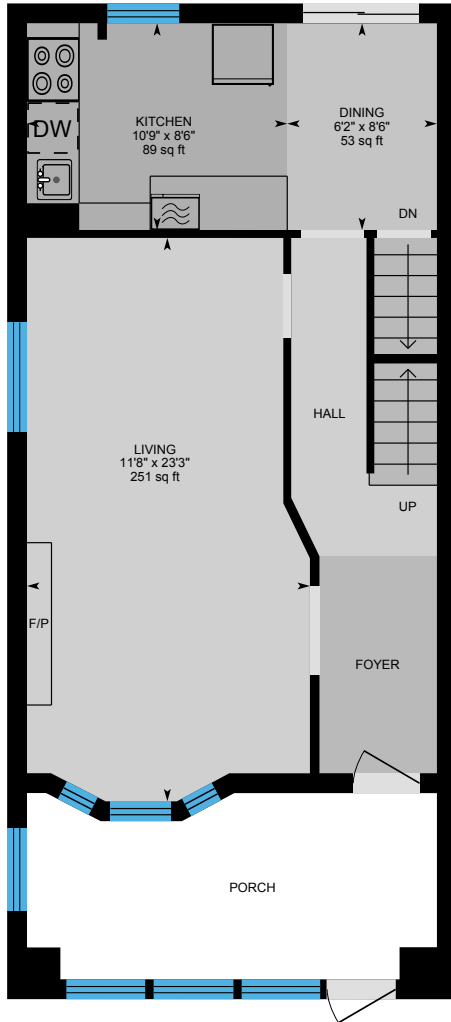 KITCHEN
10'9" x 8'6"
89 sq ft
DINING
6'2" x 8'6"
53 sq ft
DW
DN
HALL
LIVING
11'8" x 23'3"
251 sq ft
UP
F/P
FOYER
PORCH